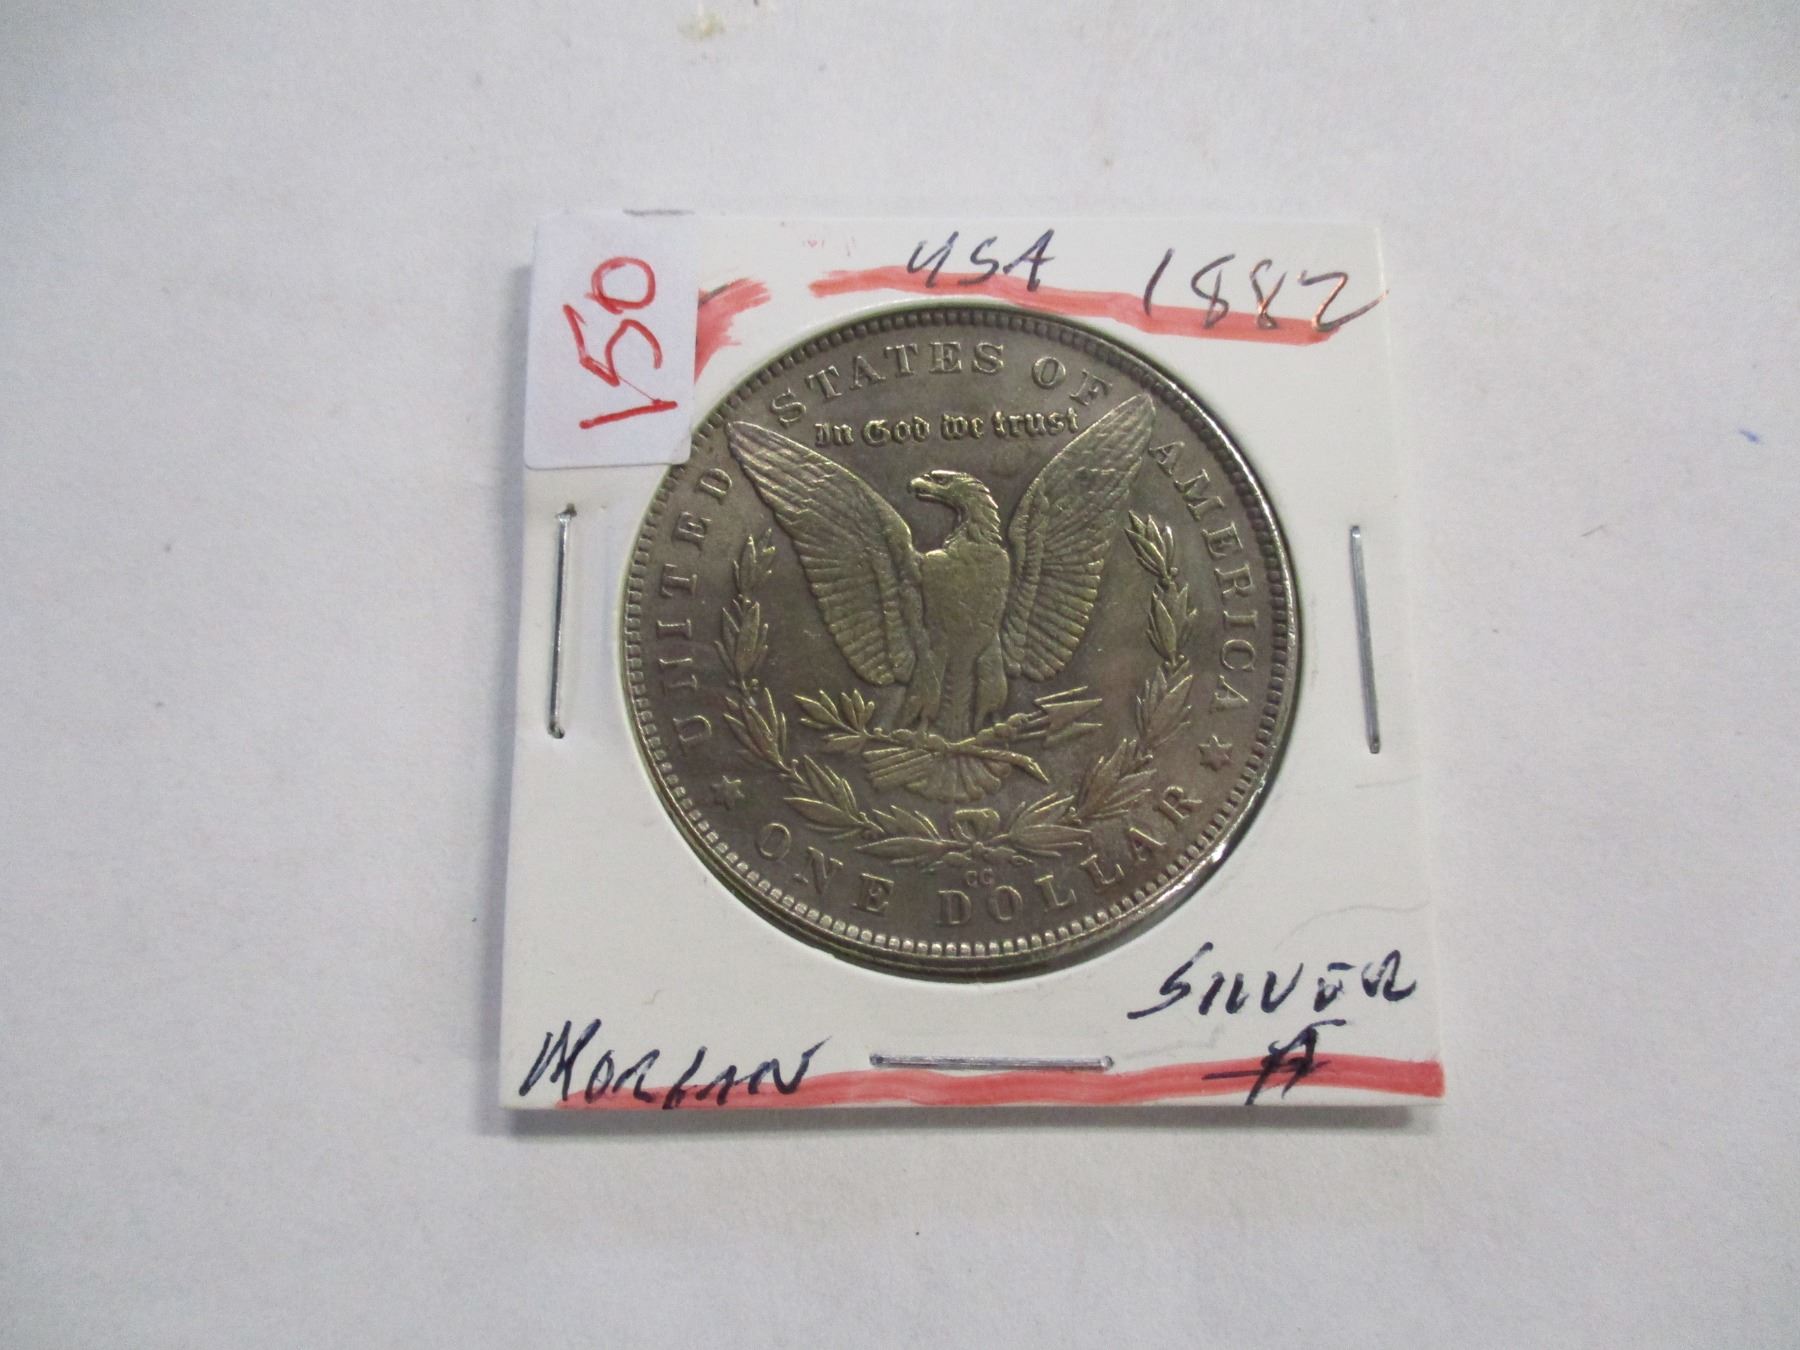 150
USA 1882
UNITED STATES OF AMERICA
In God we trust
CC
ONE DOLLAR
SILVER
MORGAN